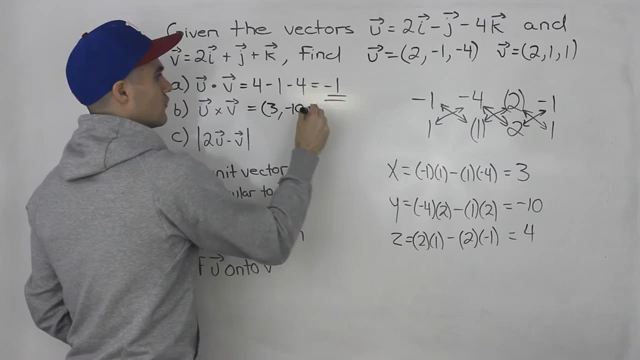 Given the vectors u⃗ = 2i⃗ - j⃗ - 4k⃗ and
v⃗ = 2i⃗ + j⃗ + k⃗, find u⃗ = (2, -1, -4) v⃗ = (2, 1, 1)
a) u⃗ • v⃗ = 4 - 1 - 4 = -1
b) u⃗ × v⃗ = (3, -10
c) |2u⃗ - v⃗|
unit vector
to
u⃗ onto v⃗
-1 -4 (2) -1
1 (1) 2 1
X = (-1)(1) - (1)(-4) = 3
y = (-4)(2) - (1)(2) = -10
Z = (2)(1) - (2)(-1) = 4